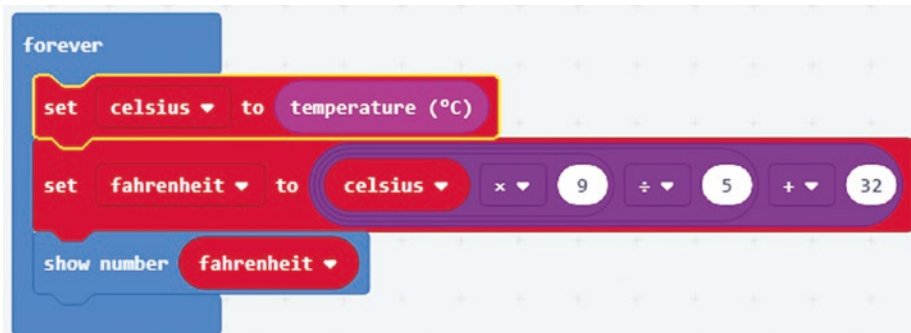 forever
set celsius to temperature (°C)
set fahrenheit to celsius × 9 ÷ 5 + 32
show number fahrenheit